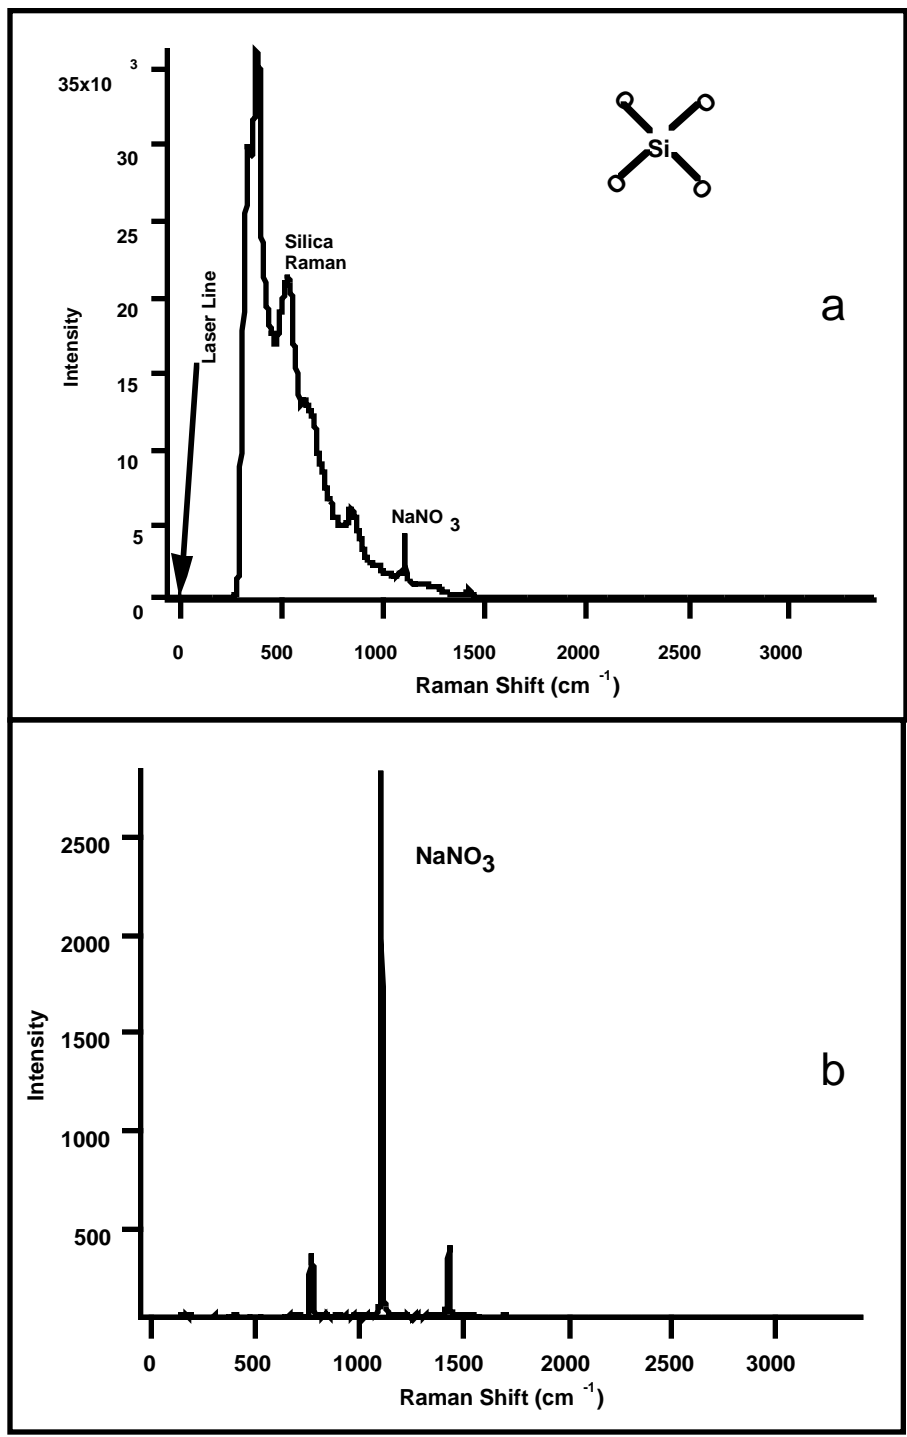 35x10 3
30
25
20
15
10
5
0
Intensity
Laser Line
Silica
Raman
NaNO 3
O O
Si
O O
a
0 500 1000 1500 2000 2500 3000
Raman Shift (cm -1)
2500
2000
1500
1000
500
Intensity
NaNO3
b
0 500 1000 1500 2000 2500 3000
Raman Shift (cm -1)